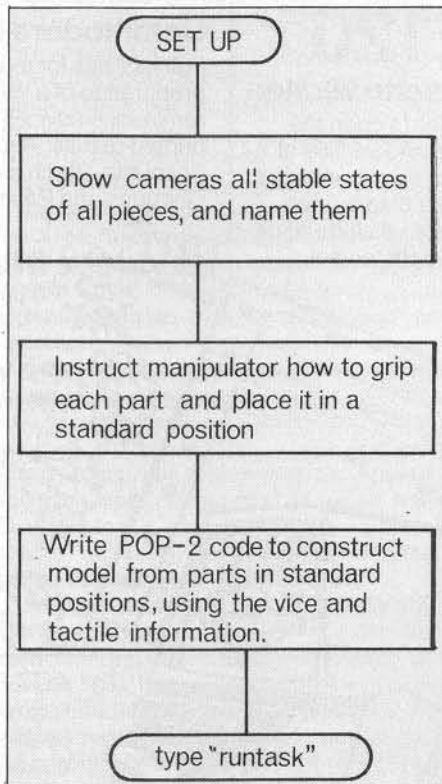 SET UP
Show cameras all stable states
of all pieces, and name them
Instruct manipulator how to grip
each part and place it in a
standard position
Write POP-2 code to construct
model from parts in standard
positions, using the vice and
tactile information.
type "runtask"